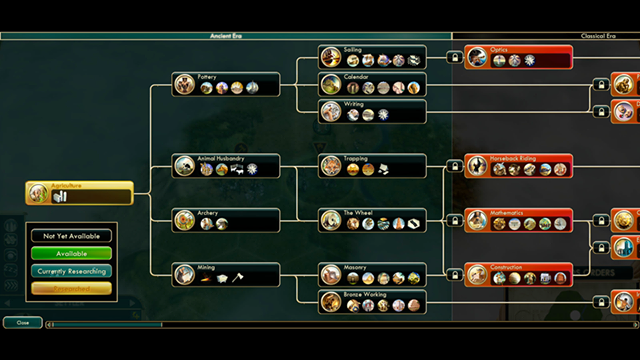 Ancient Era
Classical Era
Sailing
Optics
Pottery
Calendar
Writing
Animal Husbandry
Trapping
Horseback Riding
Agriculture
Archery
The Wheel
Mathematics
Not Yet Available
Available
Currently Researching
Researched
Mining
Masonry
Construction
ORDERS
Bronze Working
Close